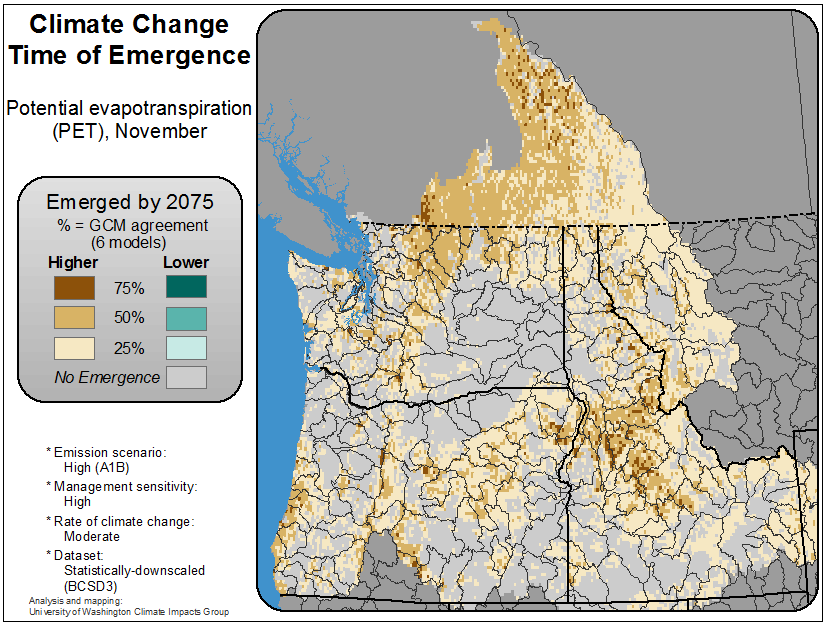 Climate Change
Time of Emergence
Potential evapotranspiration
(PET), November
Emerged by 2075
% = GCM agreement
(6 models)
Higher Lower
75%
50%
25%
No Emergence
* Emission scenario:
High (A1B)
* Management sensitivity:
High
* Rate of climate change:
Moderate
* Dataset:
Statistically-downscaled
(BCSD3)
Analysis and mapping:
University of Washington Climate Impacts Group